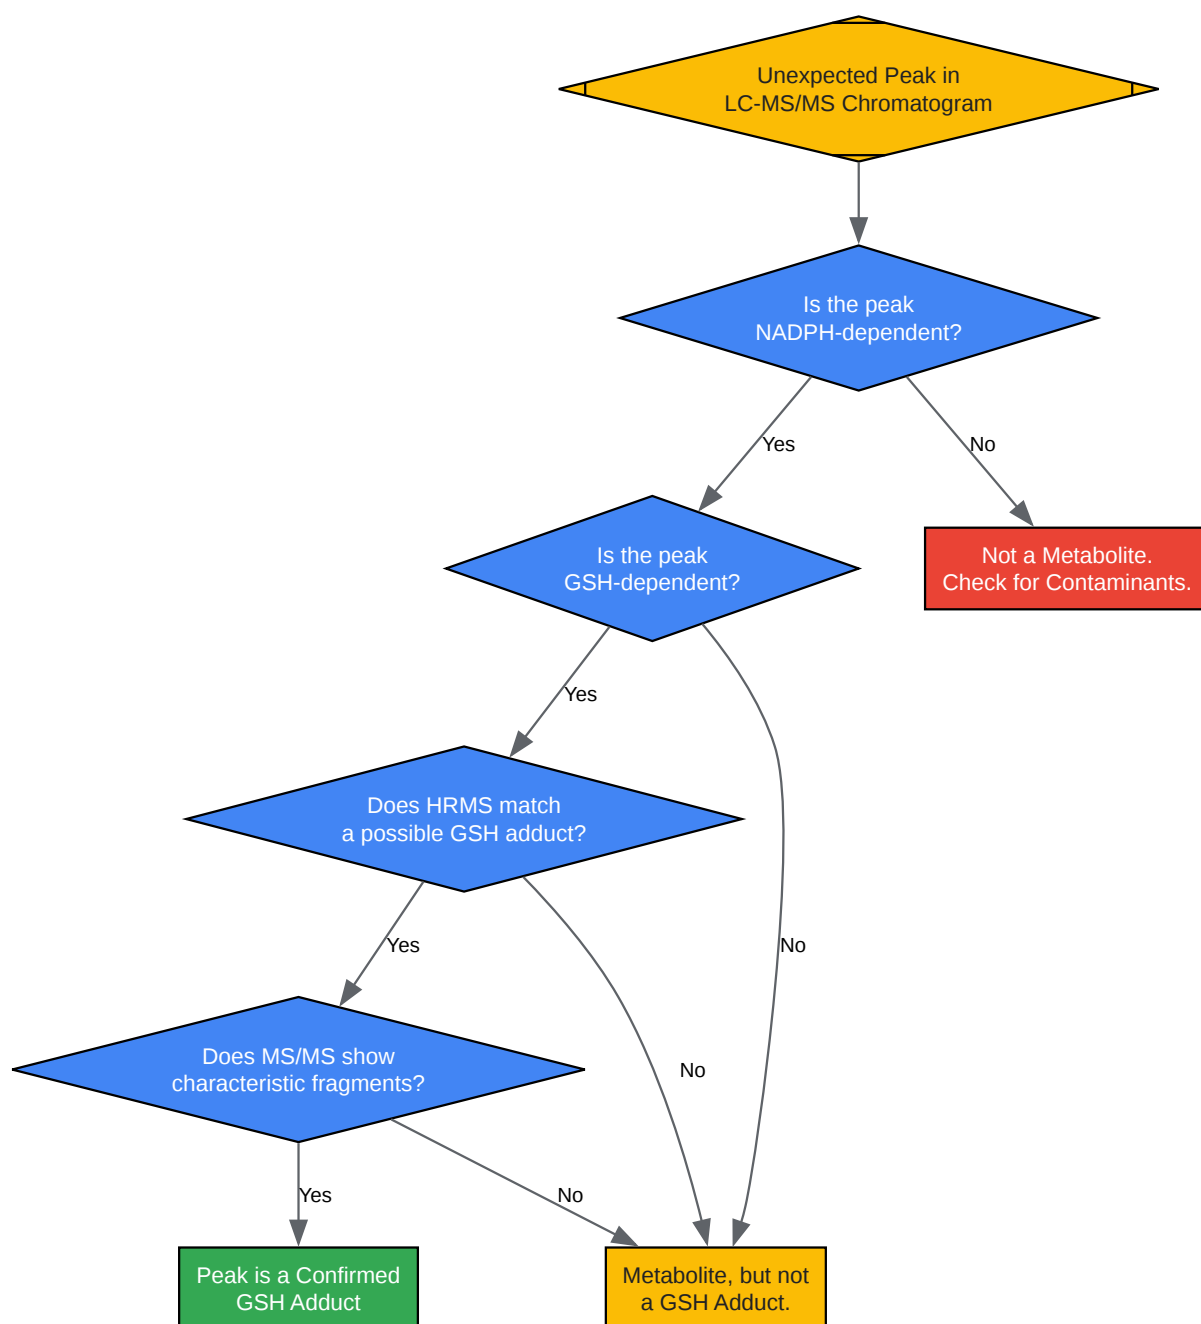 Unexpected Peak in
LC-MS/MS Chromatogram
Is the peak
NADPH-dependent?
Yes
No
Is the peak
GSH-dependent?
Not a Metabolite.
Check for Contaminants.
Yes
Does HRMS match
a possible GSH adduct?
Yes
No
Does MS/MS show
characteristic fragments?
No
Yes
No
Peak is a Confirmed
GSH Adduct
Metabolite, but not
a GSH Adduct.